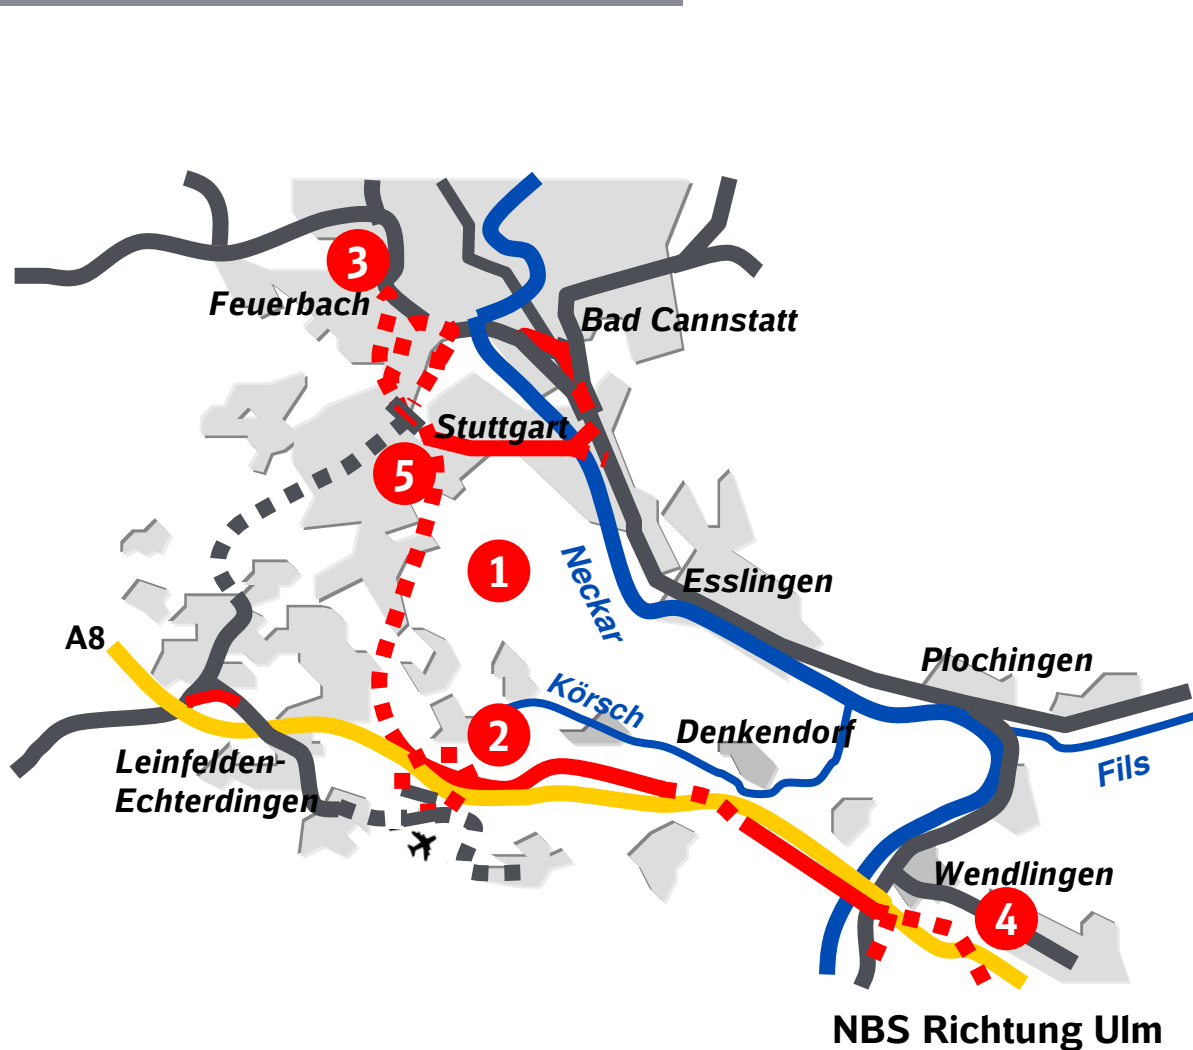 3
Feuerbach
Bad Cannstatt
Stuttgart
5
1
Neckar
Esslingen
A8
Plochingen
Körsch
2
Denkendorf
Leinfelden-
Echterdingen
Fils
Wendlingen
4
NBS Richtung Ulm